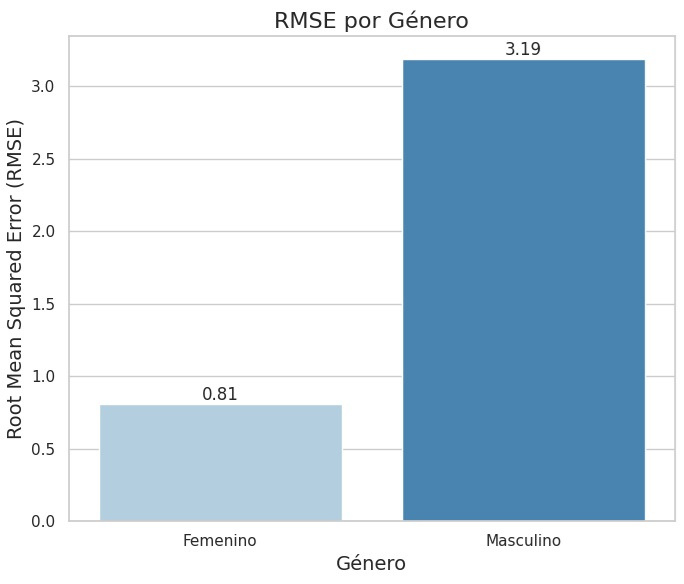 RMSE por Género
Root Mean Squared Error (RMSE)
3.0
2.5
2.0
1.5
1.0
0.5
0.0
0.81
3.19
Femenino
Masculino
Género